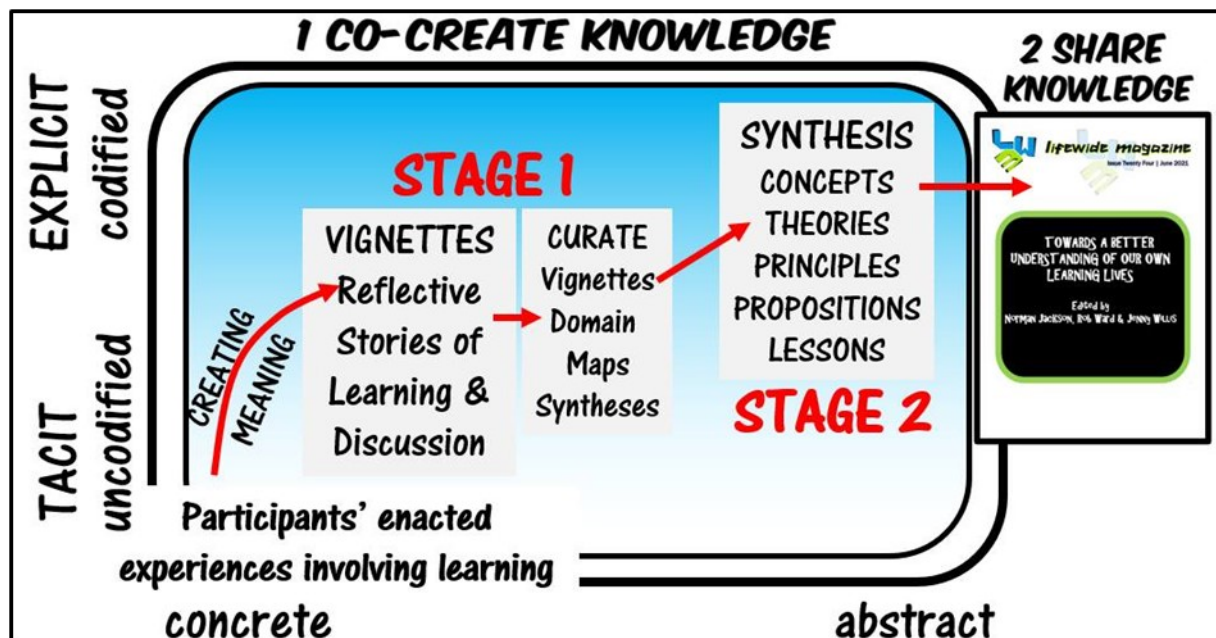 1 CO-CREATE KNOWLEDGE
2 SHARE
KNOWLEDGE
EXPLICIT
codified
TACIT
uncodified
STAGE 1
VIGNETTES
Reflective
Stories of
Learning &
Discussion
CURATE
Vignettes
Domain
Maps
Syntheses
SYNTHESIS
CONCEPTS
THEORIES
PRINCIPLES
PROPOSITIONS
LESSONS
STAGE 2
CREATING
MEANING
Participants' enacted
experiences involving learning
concrete
abstract
LWE
lifewide magazine
Issue Twenty Four | June 2021
TOWARDS A BETTER
UNDERSTANDING OF OUR OWN
LEARNING LIVES
Edited by
Norman Jackson, Rob Ward & Jenny Willis